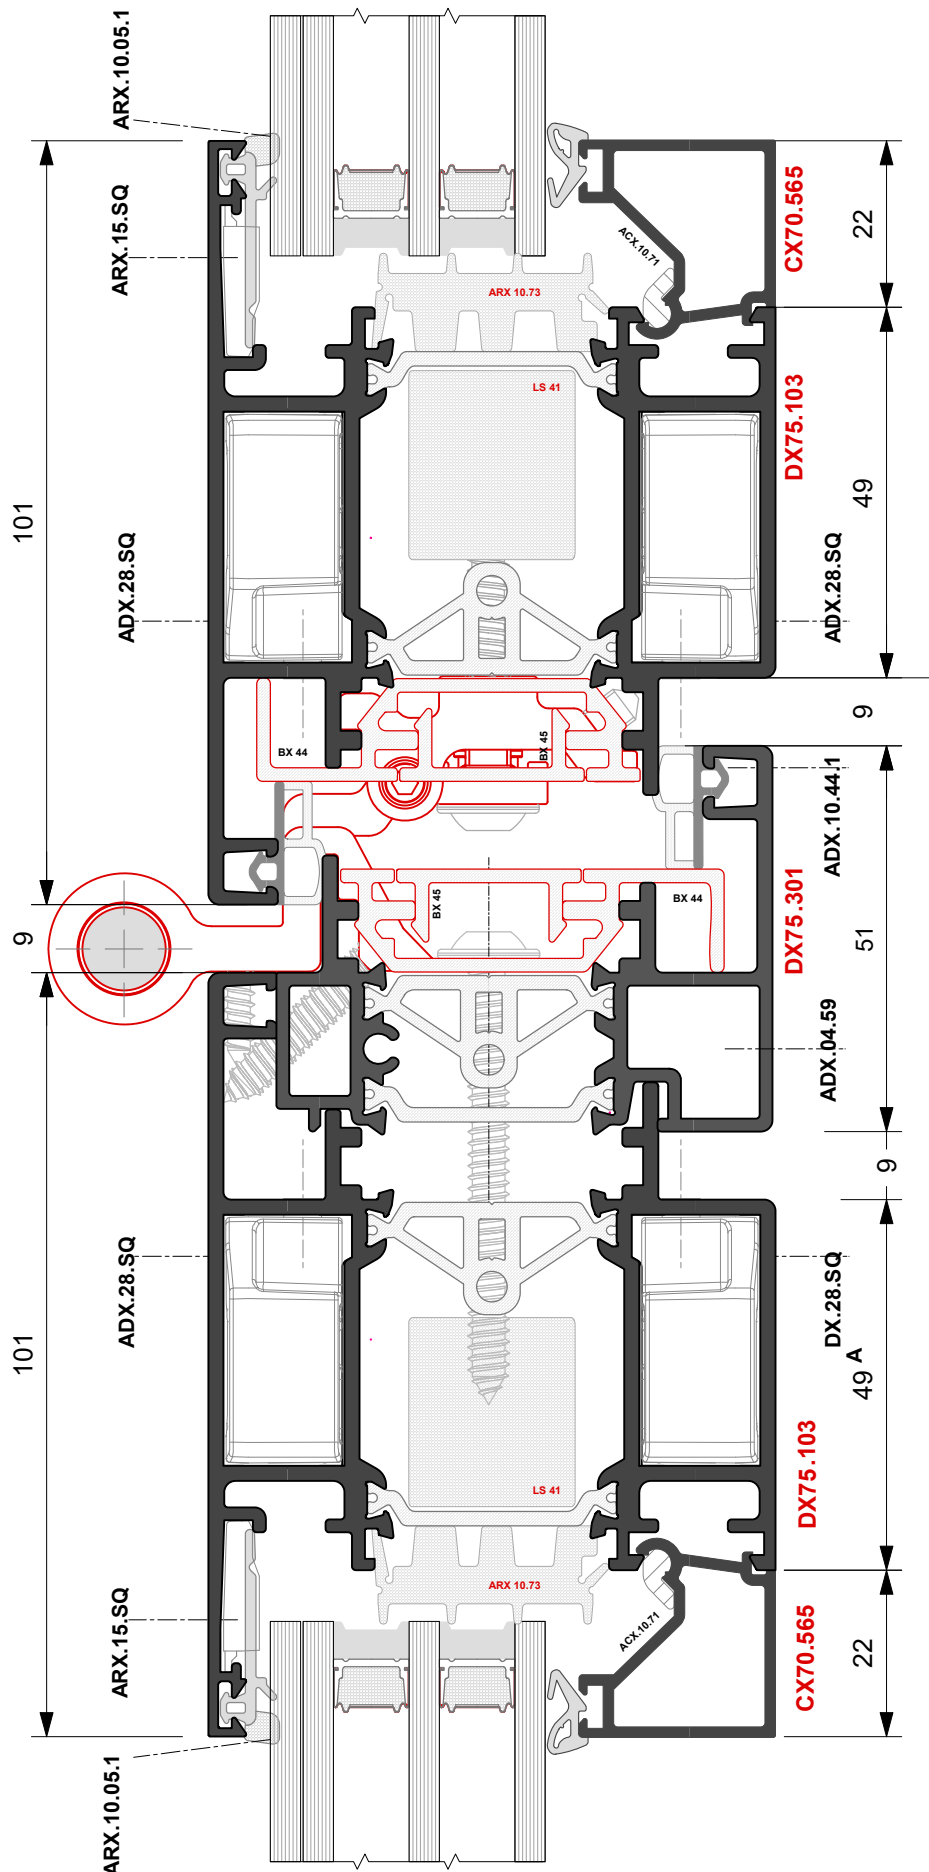 ARX.10.05.1
ARX.15.SQ
CX70.565
22
ACX.10.71
ARX 10.73
LS 41
DX75.103
49
101
ADX.28.SQ
ADX.28.SQ
9
BX 44
BX 45
ADX.10.44.1
DX75.301
BX 45
BX 44
51
9
ADX.04.59
9
ADX.28.SQ
DX.28.SQ
A
49
101
DX75.103
LS 41
ARX 10.73
ACX.10.71
ARX.15.SQ
CX70.565
22
ARX.10.05.1